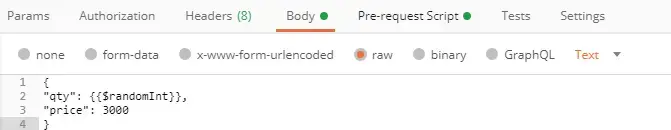 Params Authorization Headers (8) Body Pre-request Script Tests Settings
none form-data x-www-form-urlencoded raw binary GraphQL Text
1 {
2 "qty": {{$randomInt}},
3 "price": 3000
4 }